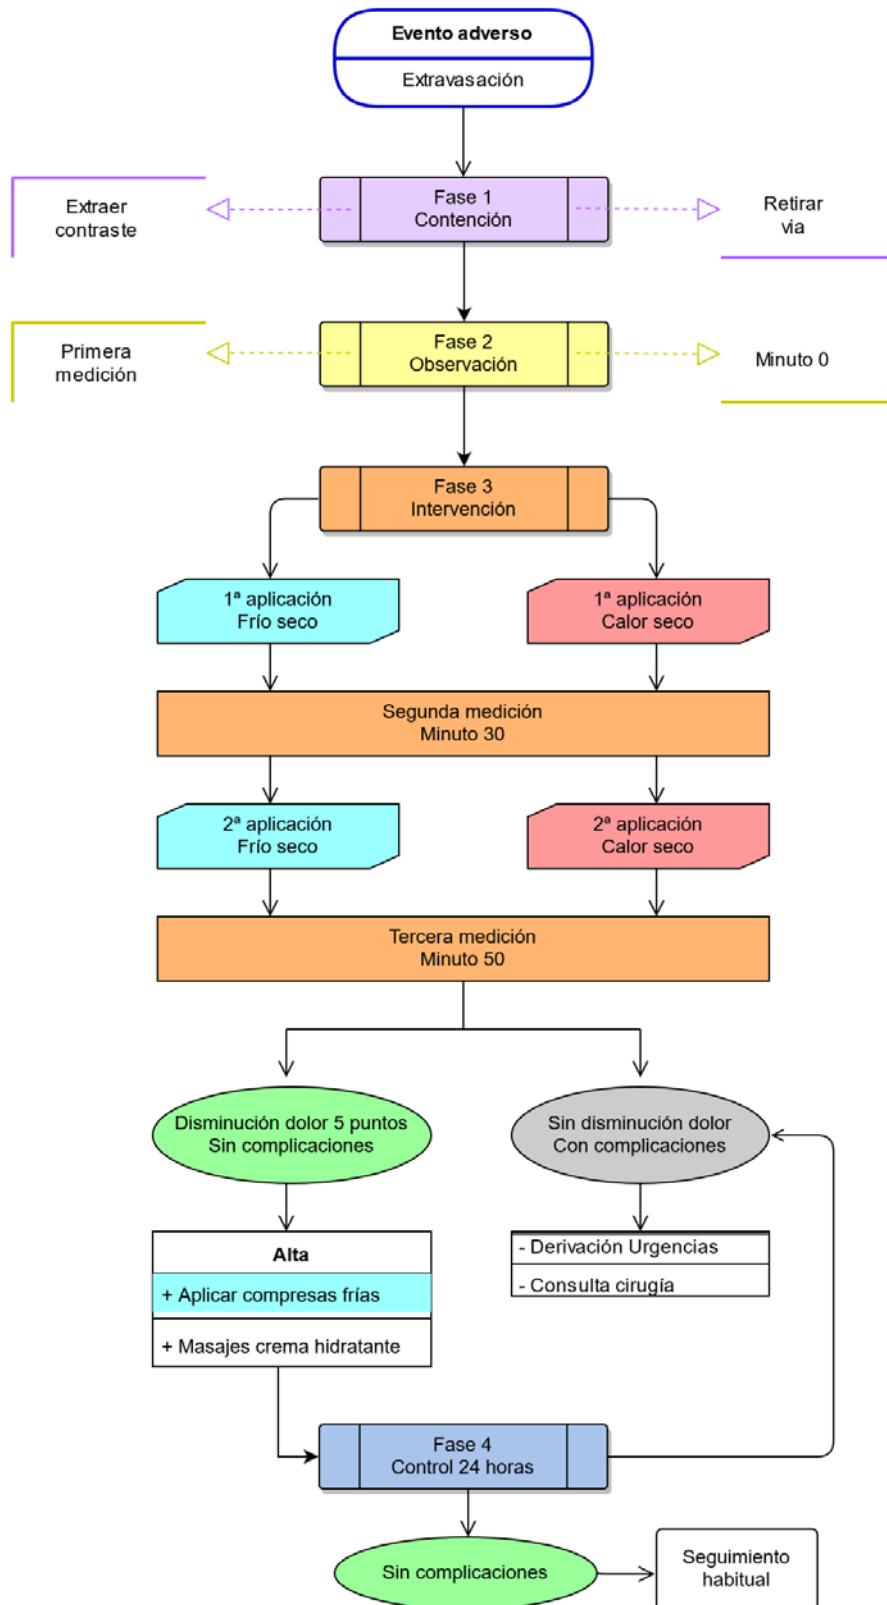 Evento adverso
Extravasación
Extraer
contraste
Fase 1
Contención
Retirar
via
Primera
medición
Fase 2
Observación
Minuto 0
Fase 3
Intervención
1ª aplicación
Frío seco
1ª aplicación
Calor seco
Segunda medición
Minuto 30
2ª aplicación
Frío seco
2ª aplicación
Calor seco
Tercera medición
Minuto 50
Disminución dolor 5 puntos
Sin complicaciones
Sin disminución dolor
Con complicaciones
Alta
+ Aplicar compresas frías
+ Masajes crema hidratante
- Derivación Urgencias
- Consulta cirugía
Fase 4
Control 24 horas
Sin complicaciones
Seguimiento
habitual